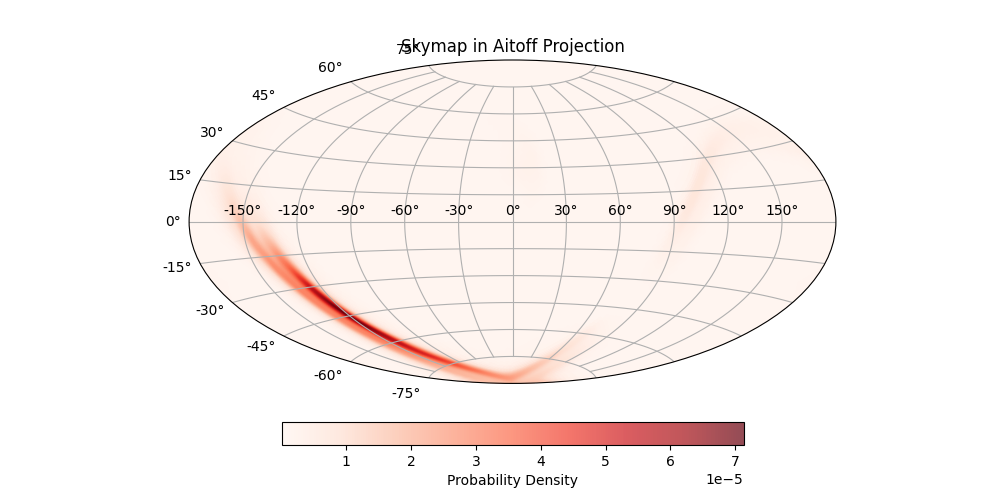 Skymap in Aitoff Projection
75°
60°
45°
30°
15°
-150° -120° -90° -60° -30° 0° 30° 60° 90° 120° 150°
0°
-15°
-30°
-45°
-60°
-75°
1 2 3 4 5 6 7
1e−5
Probability Density